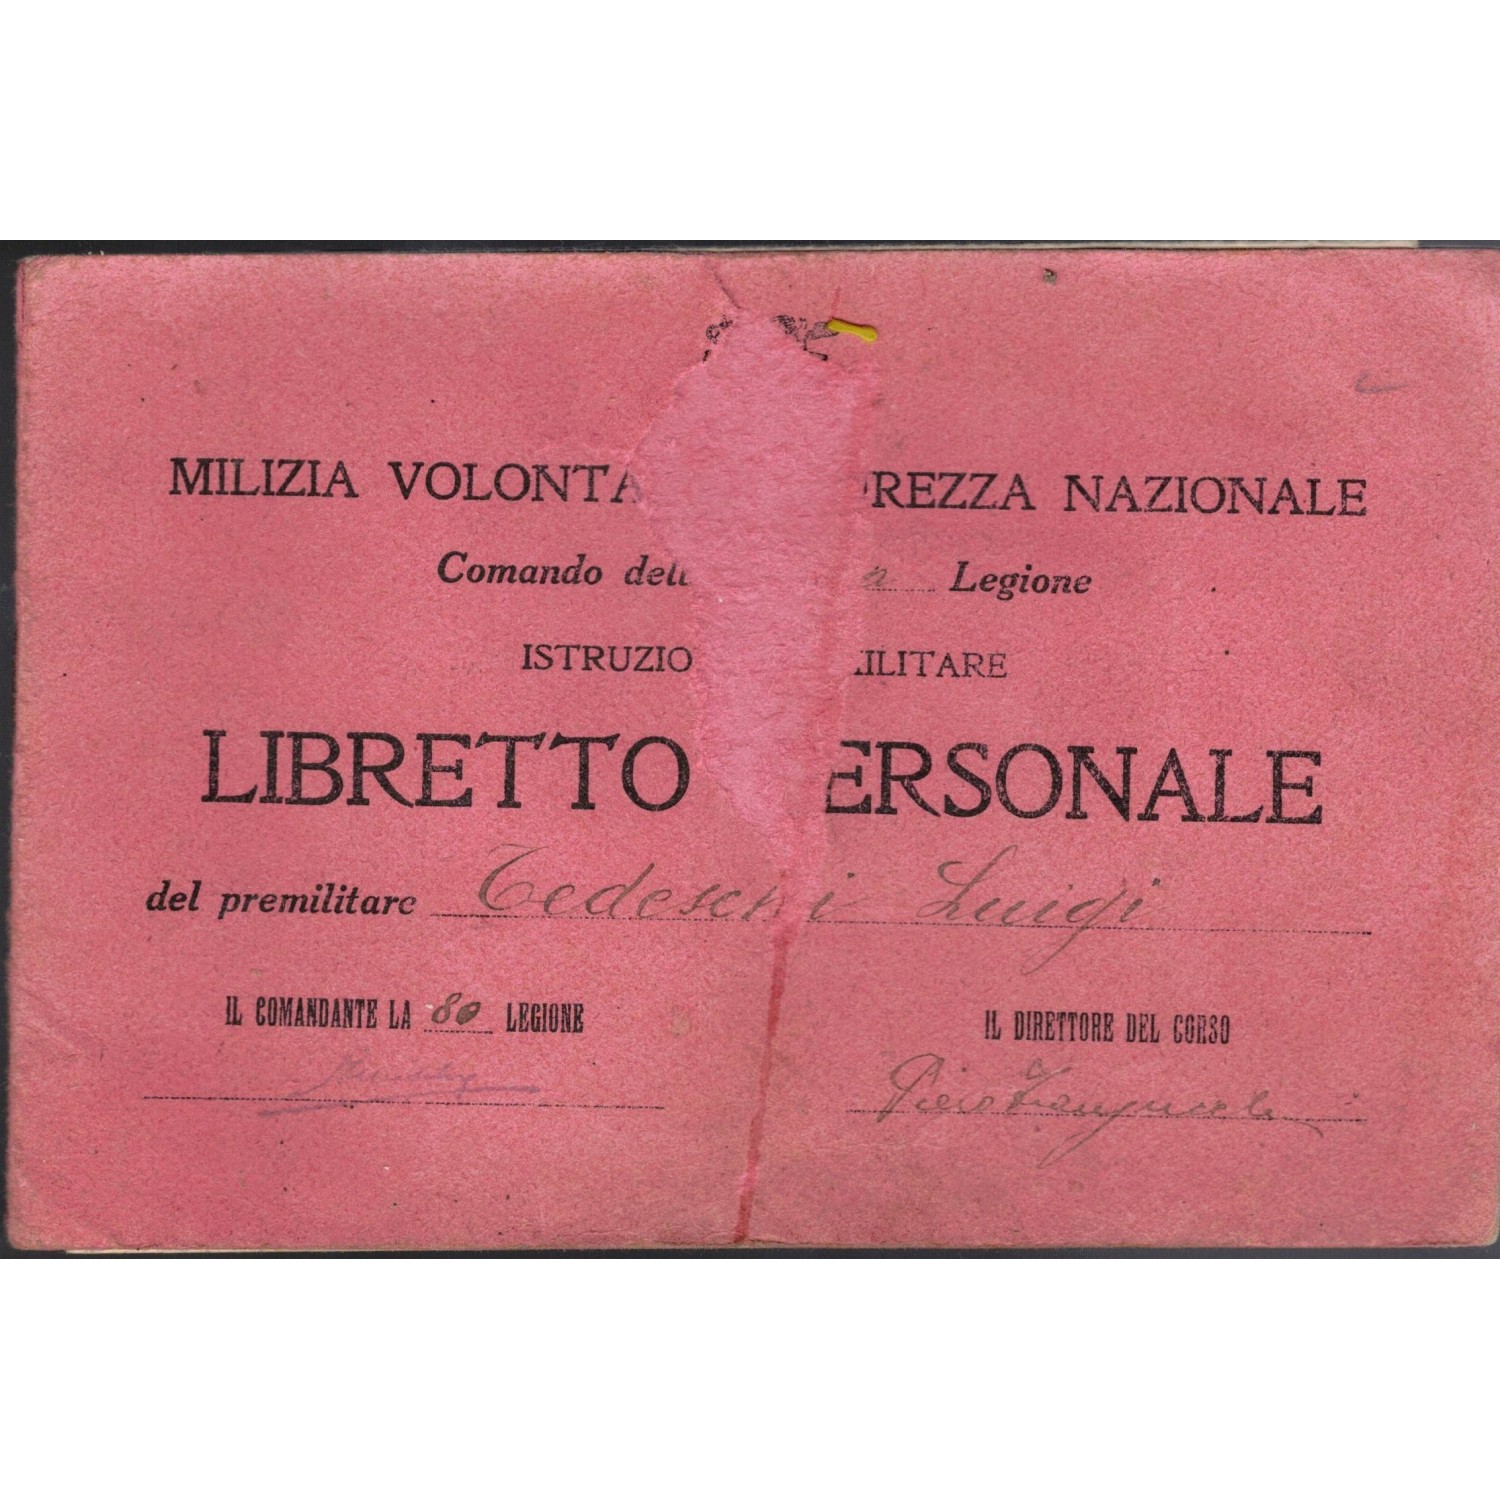 MILIZIA VOLONTA REZZA NAZIONALE
Comando dell a Legione
ISTRUZIO ILITARE
LIBRETTO ERSONALE
del premilitare Tedeschi Luigi
IL COMANDANTE LA 80 LEGIONE
IL DIRETTORE DEL CORSO